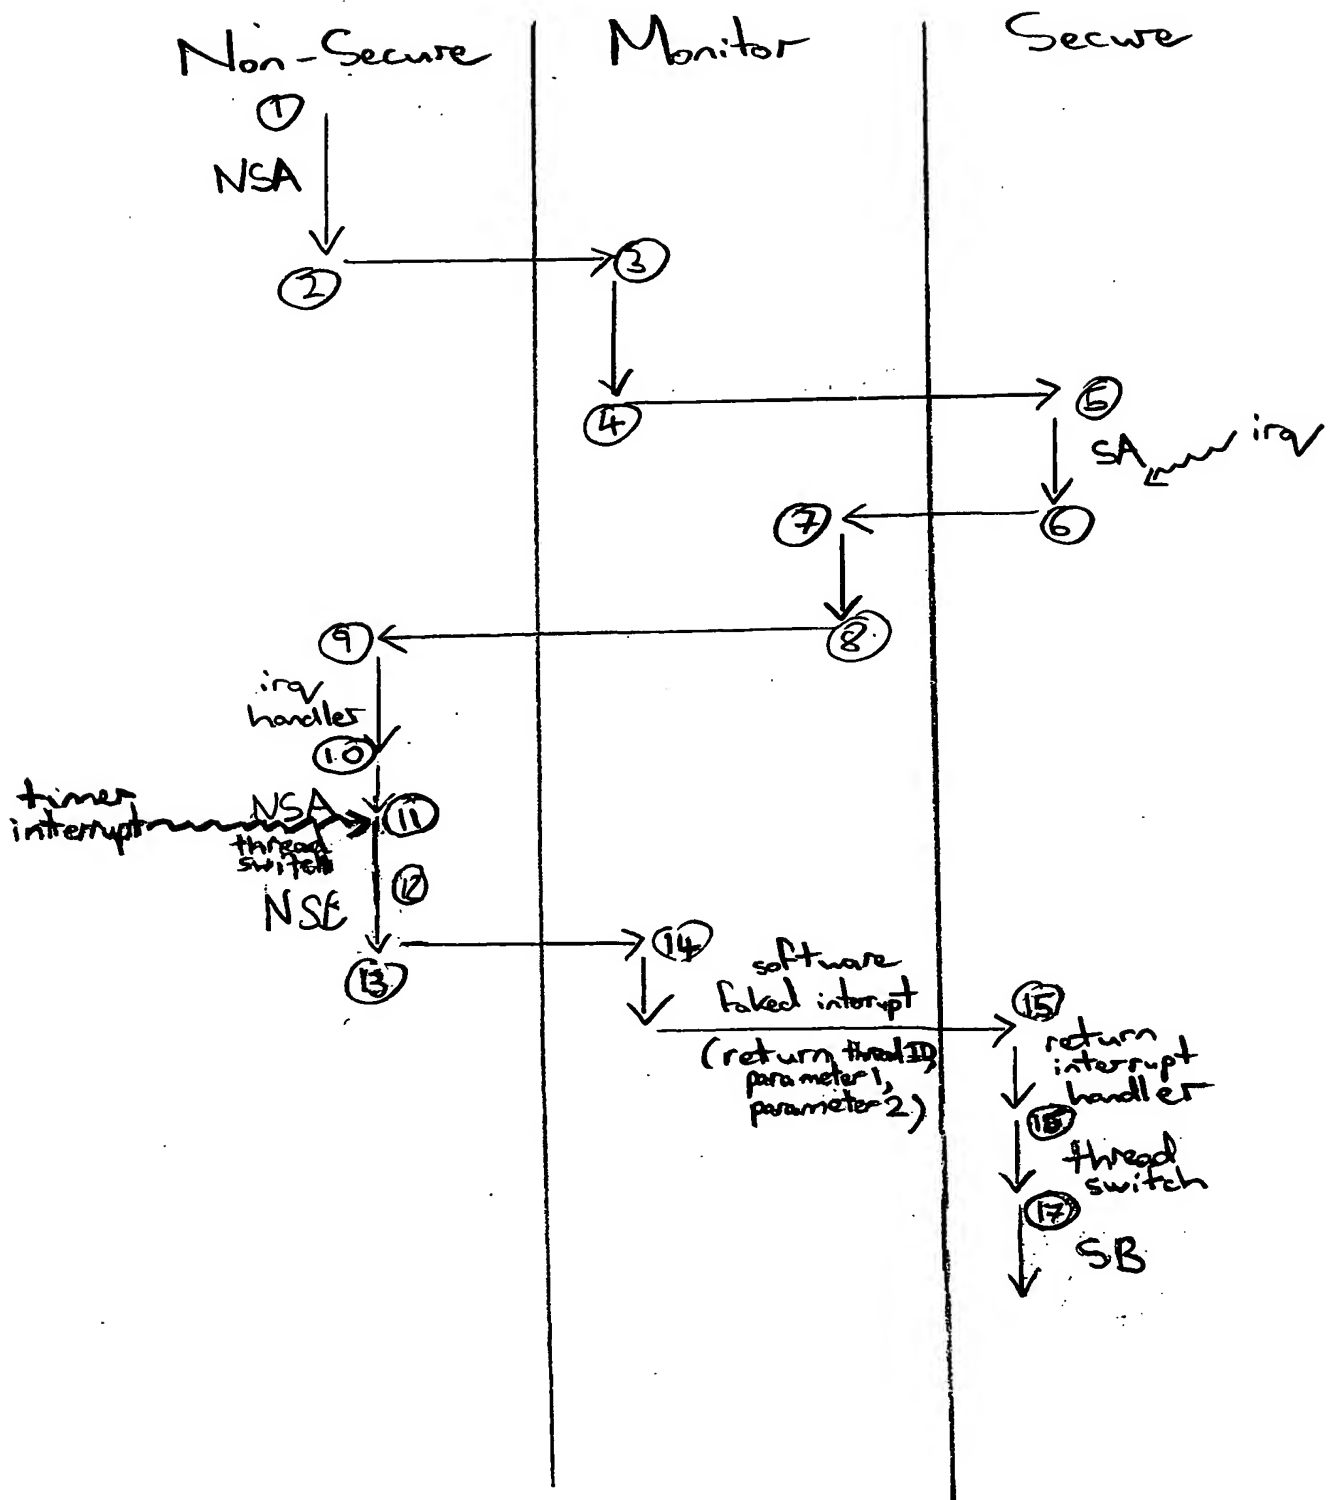 Non-Secure
Monitor
Secure
1
NSA
2
3
4
5
SA
irq
6
7
8
9
irq
handler
10
timer
interrupt
NSA
11
thread
switch
12
NSE
13
14
software
faked interrupt
(return, thread ID,
parameter 1,
parameter 2)
15
return
interrupt
handler
16
thread
switch
17
SB